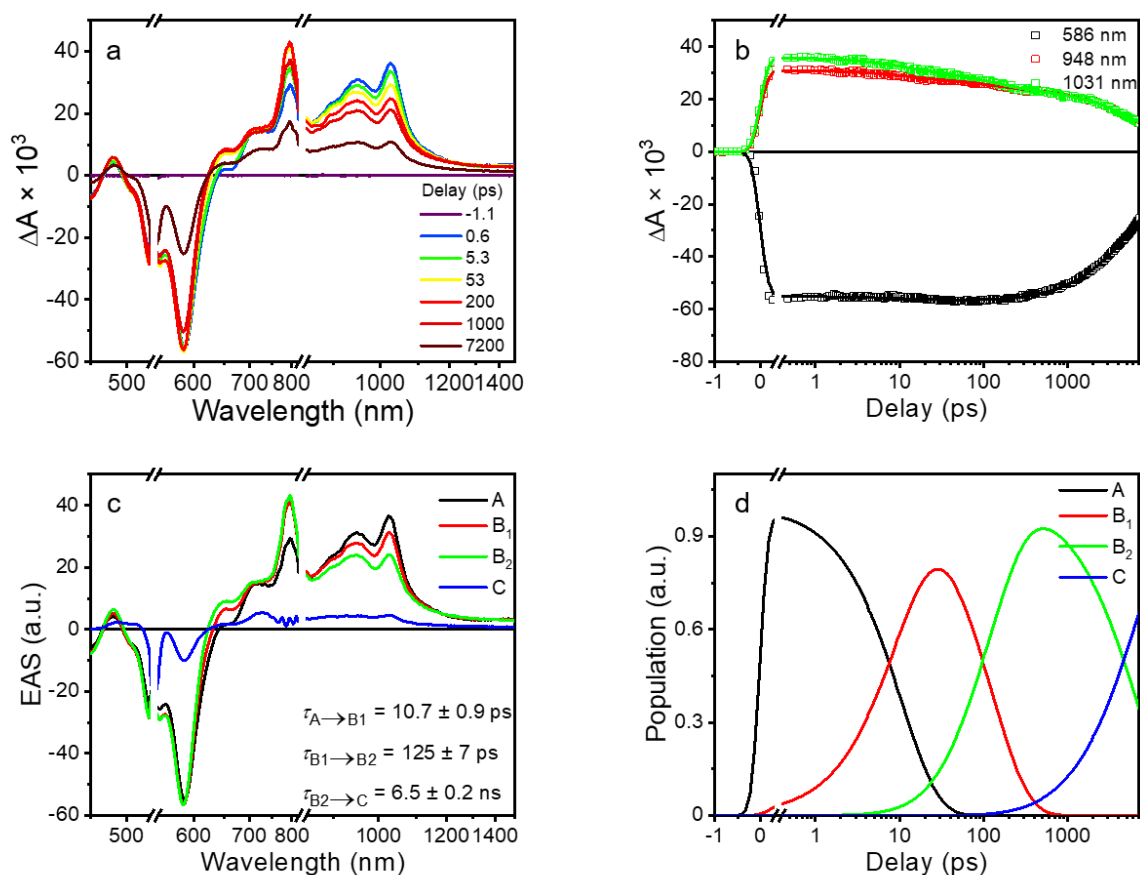 a
40
20
0
-20
-40
-60
ΔA × 10³
Delay (ps)
-1.1
0.6
5.3
53
200
1000
7200
500
600
700
800
1000
1200
1400
Wavelength (nm)
b
586 nm
948 nm
1031 nm
40
20
0
-20
-40
-60
-80
ΔA × 10³
-1
0
1
10
100
1000
Delay (ps)
c
A
B₁
B₂
C
40
20
0
-20
-40
-60
EAS (a.u.)
τA→B1 = 10.7 ± 0.9 ps
τB1→B2 = 125 ± 7 ps
τB2→C = 6.5 ± 0.2 ns
500
600
700
800
1000
1200
1400
Wavelength (nm)
d
A
B₁
B₂
C
0.9
0.6
0.3
0.0
Population (a.u.)
-1
0
1
10
100
1000
Delay (ps)